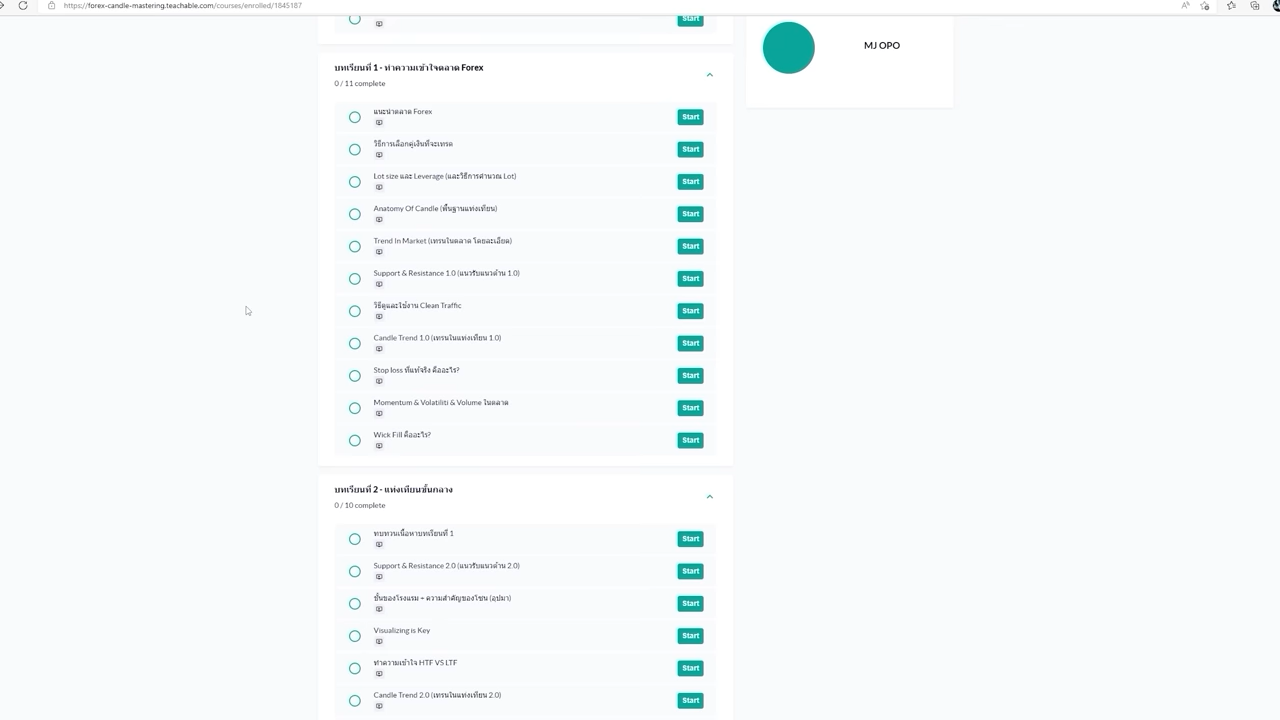 https://forex-candle-mastering.teachable.com/courses/enrolled/1845187
Start
MJ OPO
บทเรียนที่ 1 - ทำความเข้าใจตลาด Forex
0 / 11 complete
แนะนำตลาด Forex
Start
วิธีการเลือกคู่เงินที่จะเทรด
Start
Lot size และ Leverage (และวิธีการคำนวณ Lot)
Start
Anatomy Of Candle (พื้นฐานแท่งเทียน)
Start
Trend In Market (เทรนในตลาด โดยละเอียด)
Start
Support & Resistance 1.0 (แนวรับแนวต้าน 1.0)
Start
วิธีดูและใช้งาน Clean Traffic
Start
Candle Trend 1.0 (เทรนในแท่งเทียน 1.0)
Start
Stop loss ที่แท้จริง คืออะไร?
Start
Momentum & Volatiliti & Volume ในตลาด
Start
Wick Fill คืออะไร?
Start
บทเรียนที่ 2 - แท่งเทียนขั้นกลาง
0 / 10 complete
ทบทวนเนื้อหาบทเรียนที่ 1
Start
Support & Resistance 2.0 (แนวรับแนวต้าน 2.0)
Start
ชั้นของโรงแรม = ความสำคัญของโซน (อุปมา)
Start
Visualizing is Key
Start
ทำความเข้าใจ HTF VS LTF
Start
Candle Trend 2.0 (เทรนในแท่งเทียน 2.0)
Start